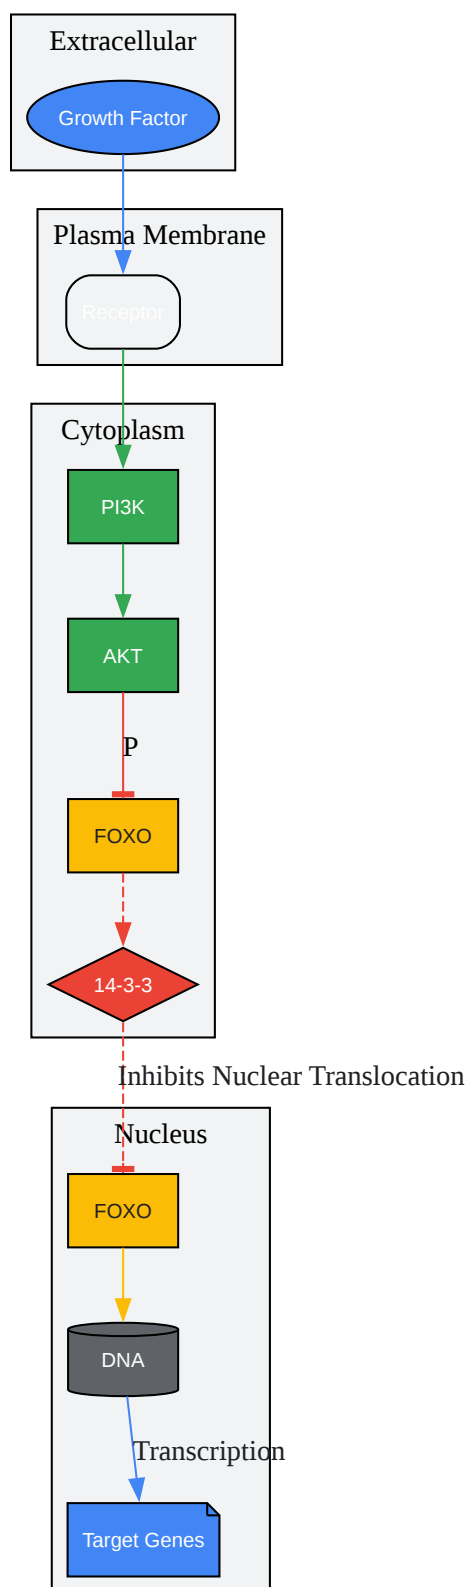 Extracellular
Growth Factor
Plasma Membrane
Receptor
Cytoplasm
PI3K
AKT
P
FOXO
14-3-3
Inhibits Nuclear Translocation
Nucleus
FOXO
DNA
Transcription
Target Genes